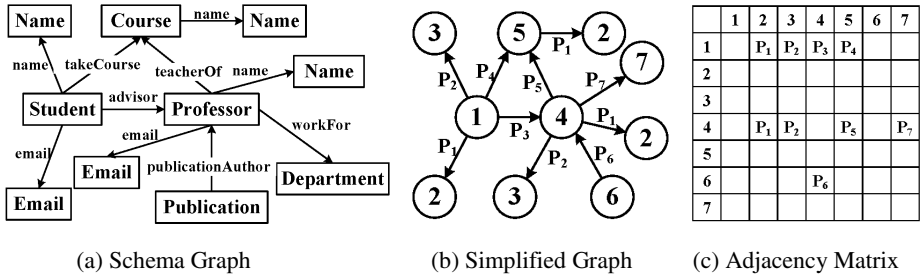 Name
Course
name
Name
name
takeCourse
teacherOf
name
Name
Student
advisor
Professor
email
email
workFor
Email
publicationAuthor
Department
Email
Publication
(a) Schema Graph
3
5
P1
2
7
P2
P4
P5
P7
1
P3
4
P1
2
P1
P2
P6
2
3
6
(b) Simplified Graph
1 2 3 4 5 6 7
1 P1 P2 P3 P4
2
3
4 P1 P2 P5 P7
5
6 P6
7
(c) Adjacency Matrix